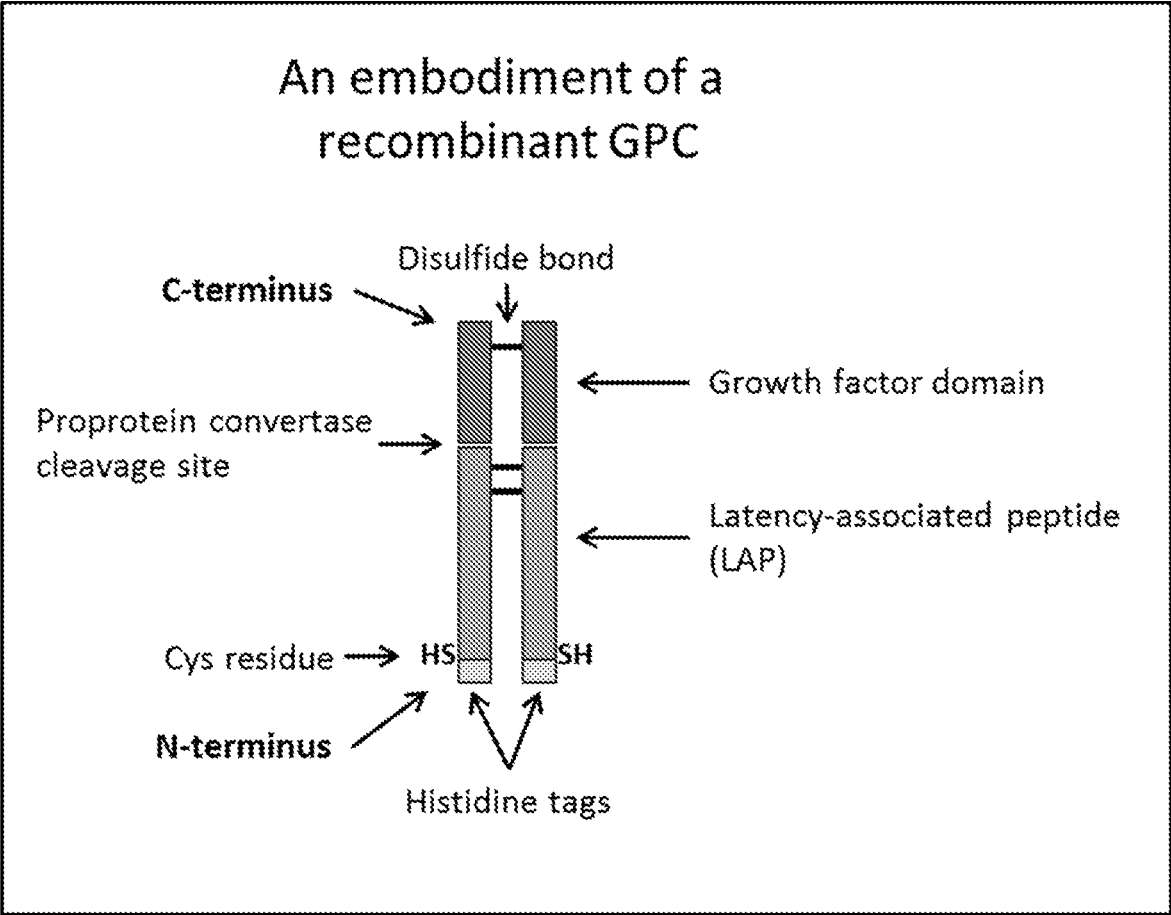 An embodiment of a
recombinant GPC
Disulfide bond
C-terminus
Growth factor domain
Proprotein convertase
cleavage site
Latency-associated peptide
(LAP)
Cys residue
HS
SH
N-terminus
Histidine tags